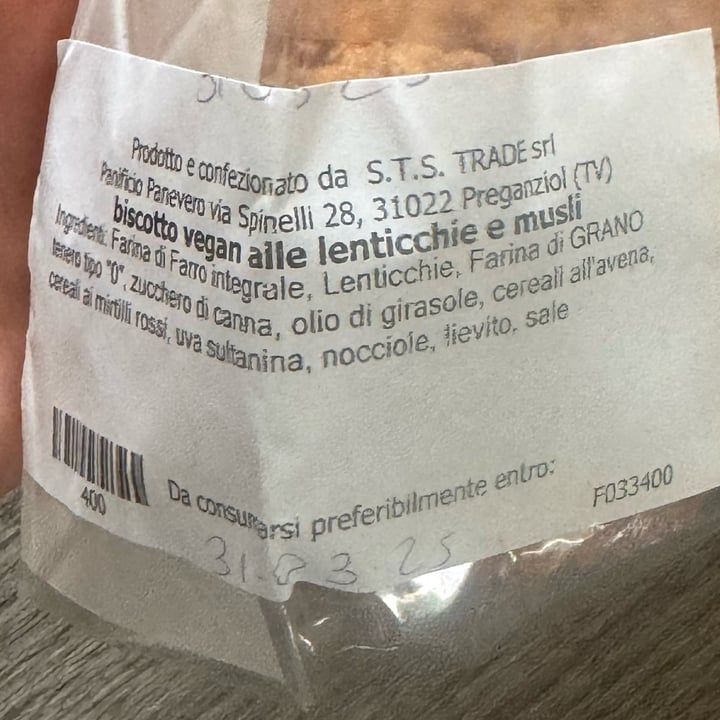 Prodotto e confezionato da S.T.S. TRADE srl
Panificio Panevero via Spinelli 28, 31022 Preganziol (TV)
biscotto vegan alle lenticchie e musli
Ingredienti: Farina di Farro integrale, Lenticchie, Farina di GRANO
tenero tipo "0", zucchero di canna, olio di girasole, cereali all'avena,
cereali ai mirtilli rossi, uva sultanina, nocciole, lievito, sale
400
Da consumarsi preferibilmente entro:
F033400
31.03 25